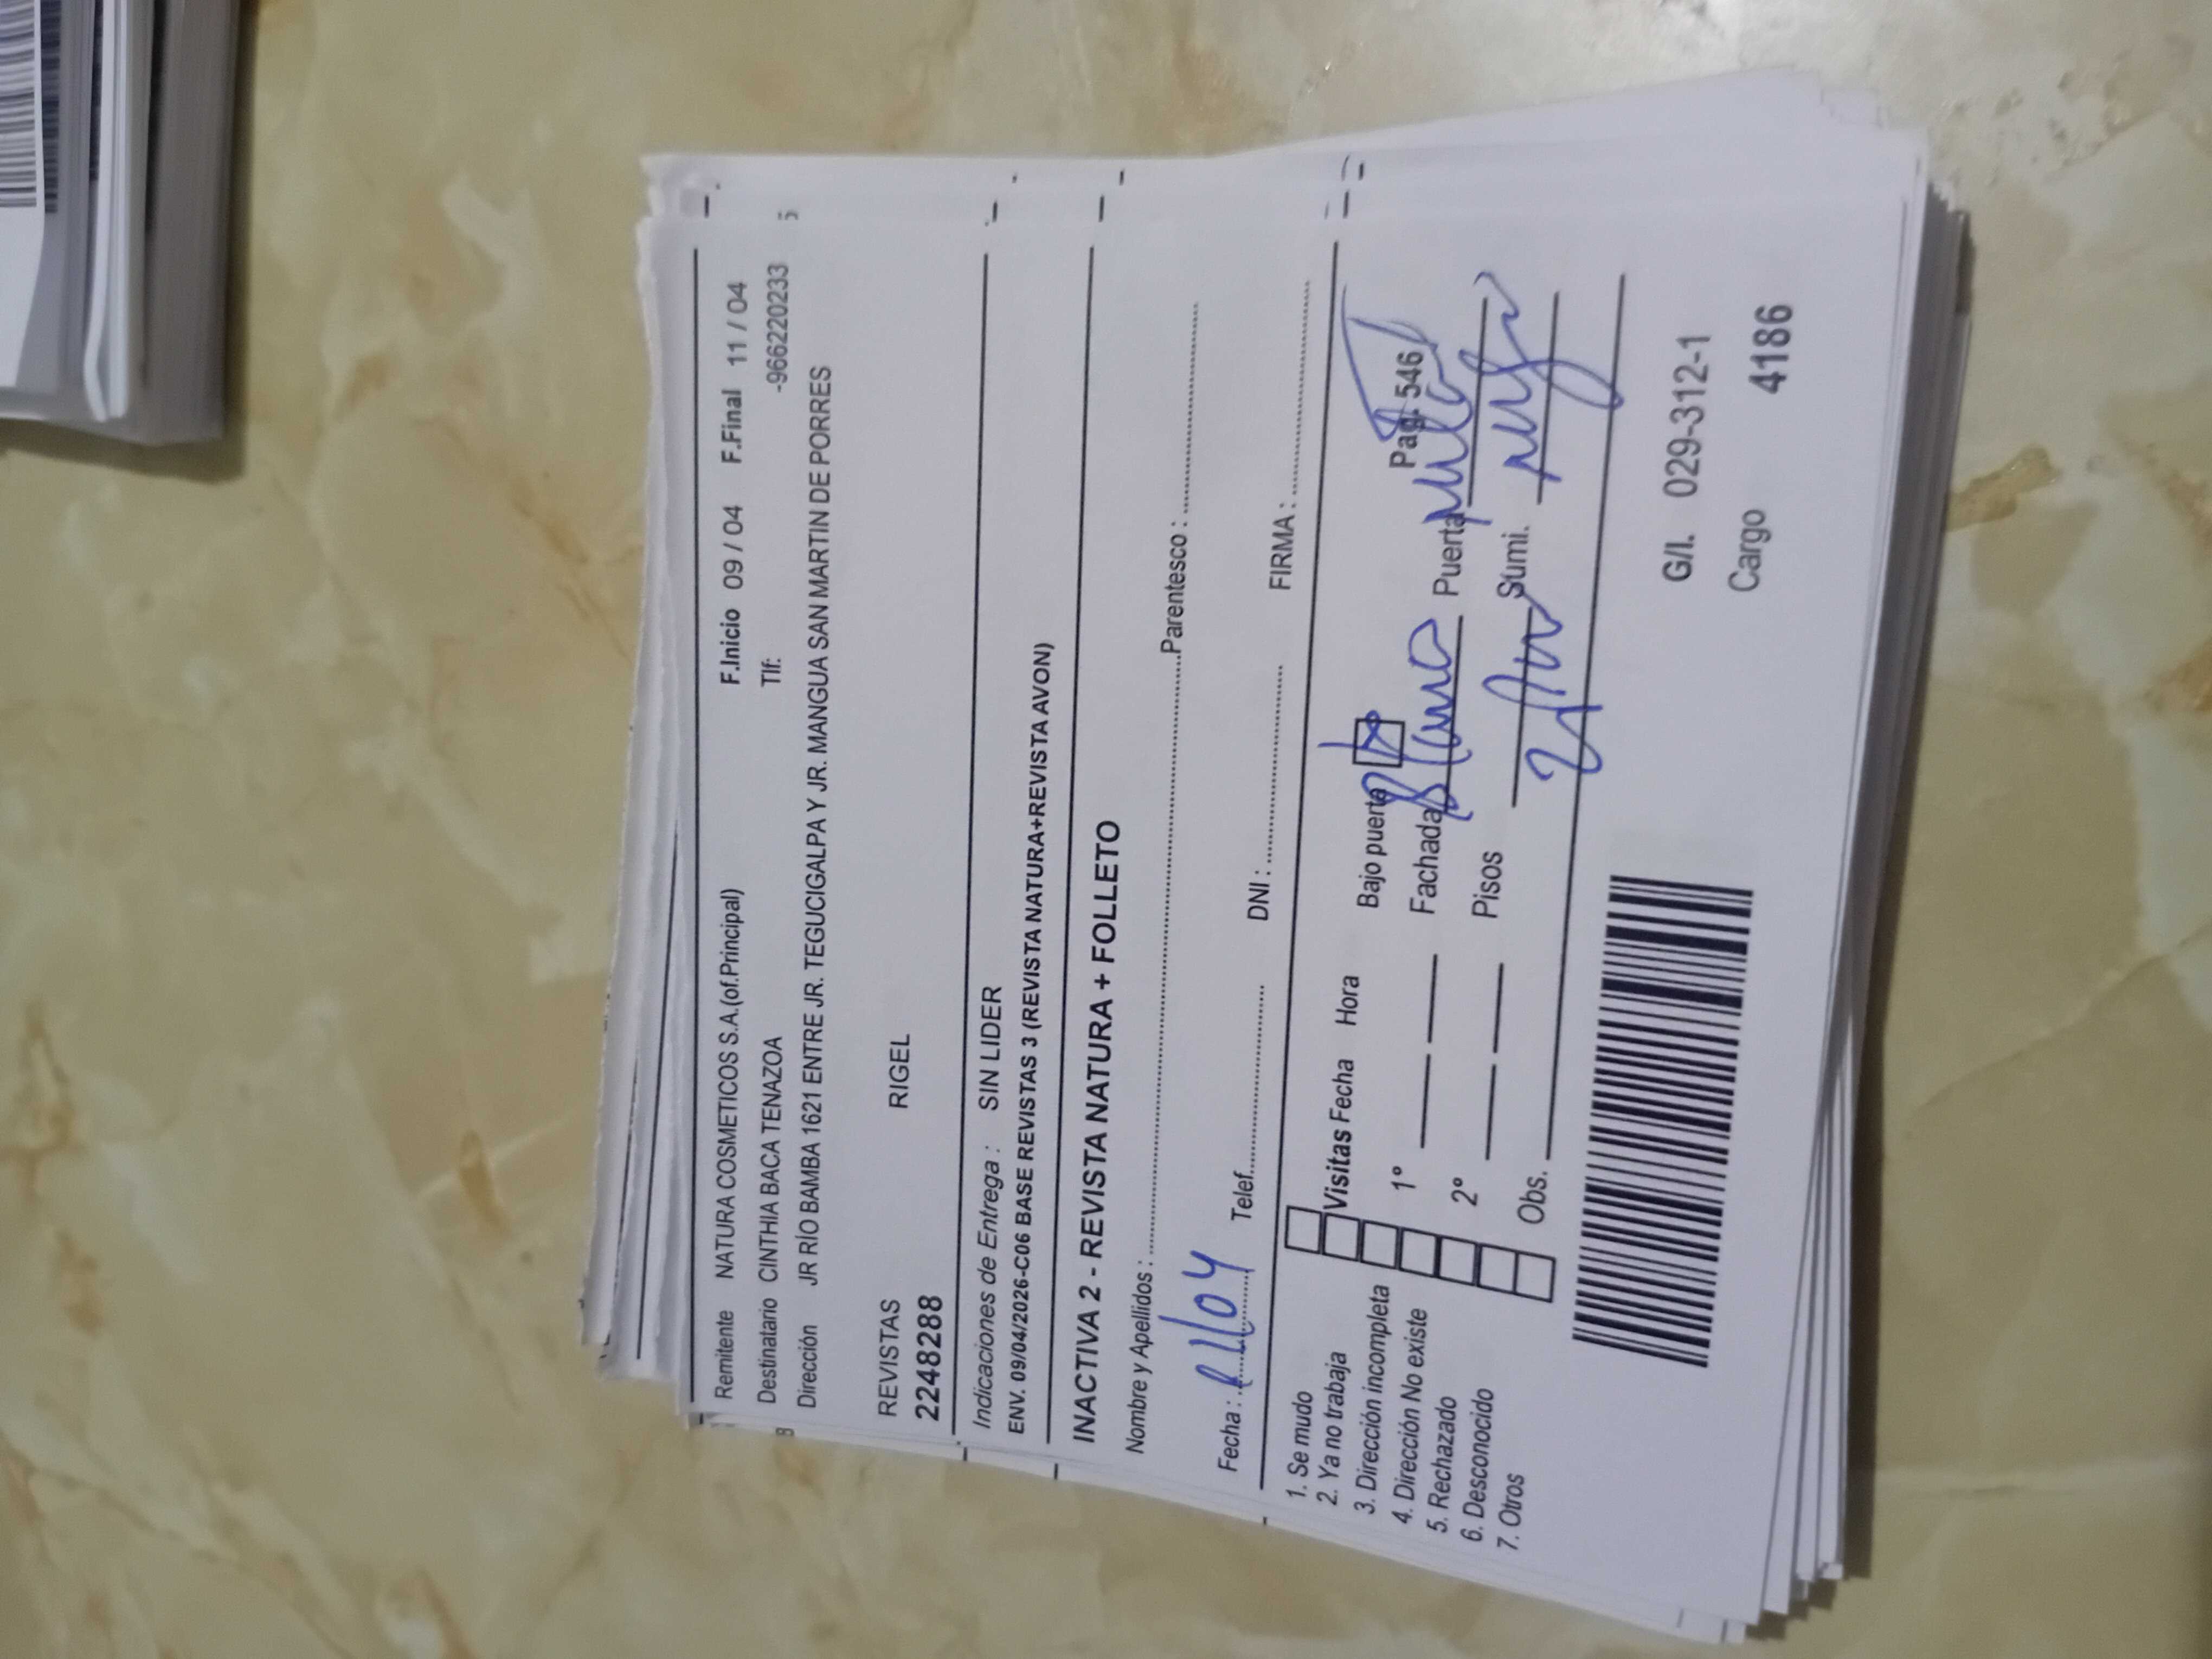 Remitente NATURA COSMETICOS S.A.(of.Principal) F.Inicio 09 / 04 F.Final 11 / 04
Destinatario CINTHIA BACA TENAZOA Tlf: -966220233
Dirección JR RÍO BAMBA 1621 ENTRE JR. TEGUCIGALPA Y JR. MANGUA SAN MARTIN DE PORRES
REVISTAS RIGEL
2248288
Indicaciones de Entrega : SIN LIDER
ENV. 09/04/2026-C06 BASE REVISTAS 3 (REVISTA NATURA+REVISTA AVON)
INACTIVA 2 - REVISTA NATURA + FOLLETO
Nombre y Apellidos : Parentesco :
Fecha : Telef. DNI : FIRMA :
1. Se mudo
2. Ya no trabaja Visitas Fecha Hora Bajo puerta Pag. 546
3. Dirección incompleta 1° Fachada Puerta
4. Dirección No existe
5. Rechazado 2° Pisos Sumi.
6. Desconocido
7. Otros Obs.
G/I. 029-312-1
Cargo 4186